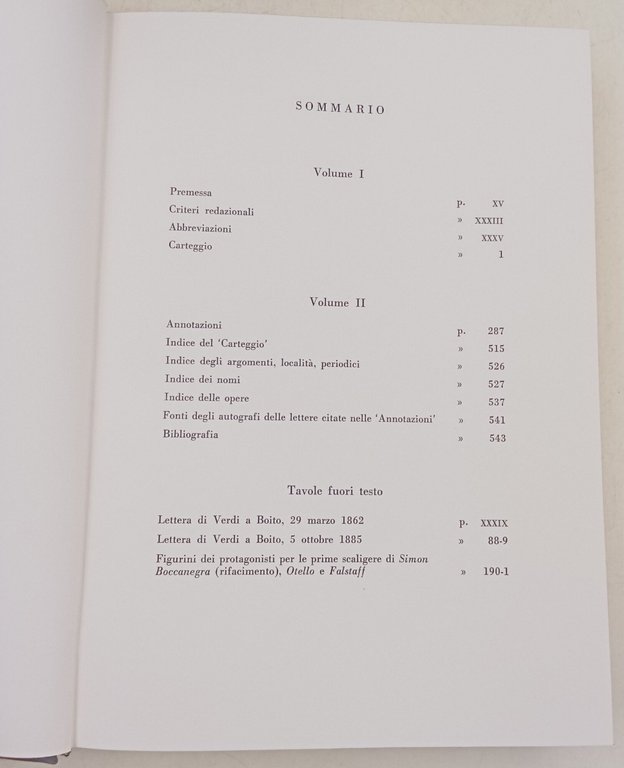 SOMMARIO
Volume I
Premessa p. XV
Criteri redazionali » XXXIII
Abbreviazioni » XXXV
Carteggio » 1
Volume II
Annotazioni p. 287
Indice del ‘Carteggio’ » 515
Indice degli argomenti, località, periodici » 526
Indice dei nomi » 527
Indice delle opere » 537
Fonti degli autografi delle lettere citate nelle ‘Annotazioni’ » 541
Bibliografia » 543
Tavole fuori testo
Lettera di Verdi a Boito, 29 marzo 1862 p. XXXIX
Lettera di Verdi a Boito, 5 ottobre 1885 » 88-9
Figurini dei protagonisti per le prime scaligere di Simon
Boccanegra (rifacimento), Otello e Falstaff » 190-1